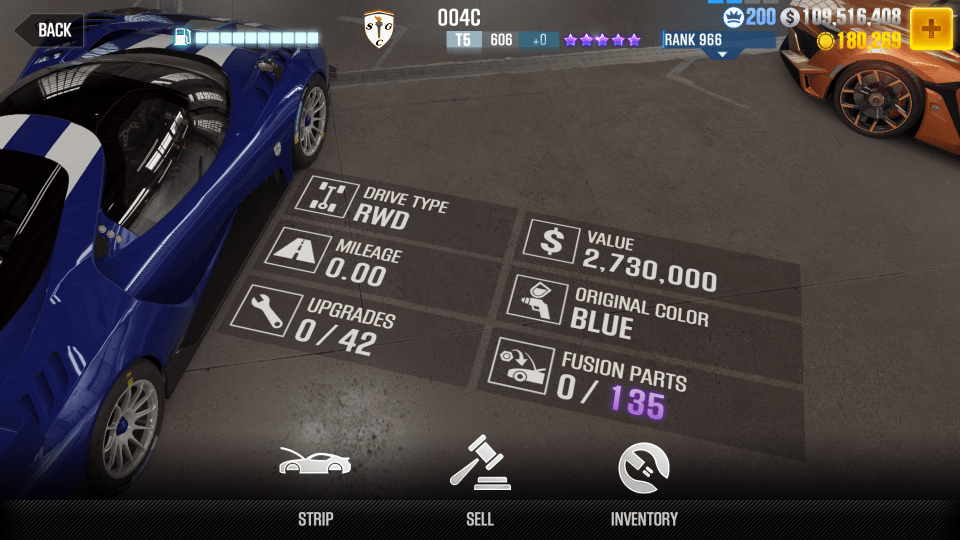 BACK
S G C
004C
T5 606 +0
RANK 966
200 $ 109,516,408
180,269
DRIVE TYPE
RWD
MILEAGE
0.00
UPGRADES
0 / 42
$ VALUE
2,730,000
ORIGINAL COLOR
BLUE
FUSION PARTS
0 / 135
STRIP
SELL
INVENTORY